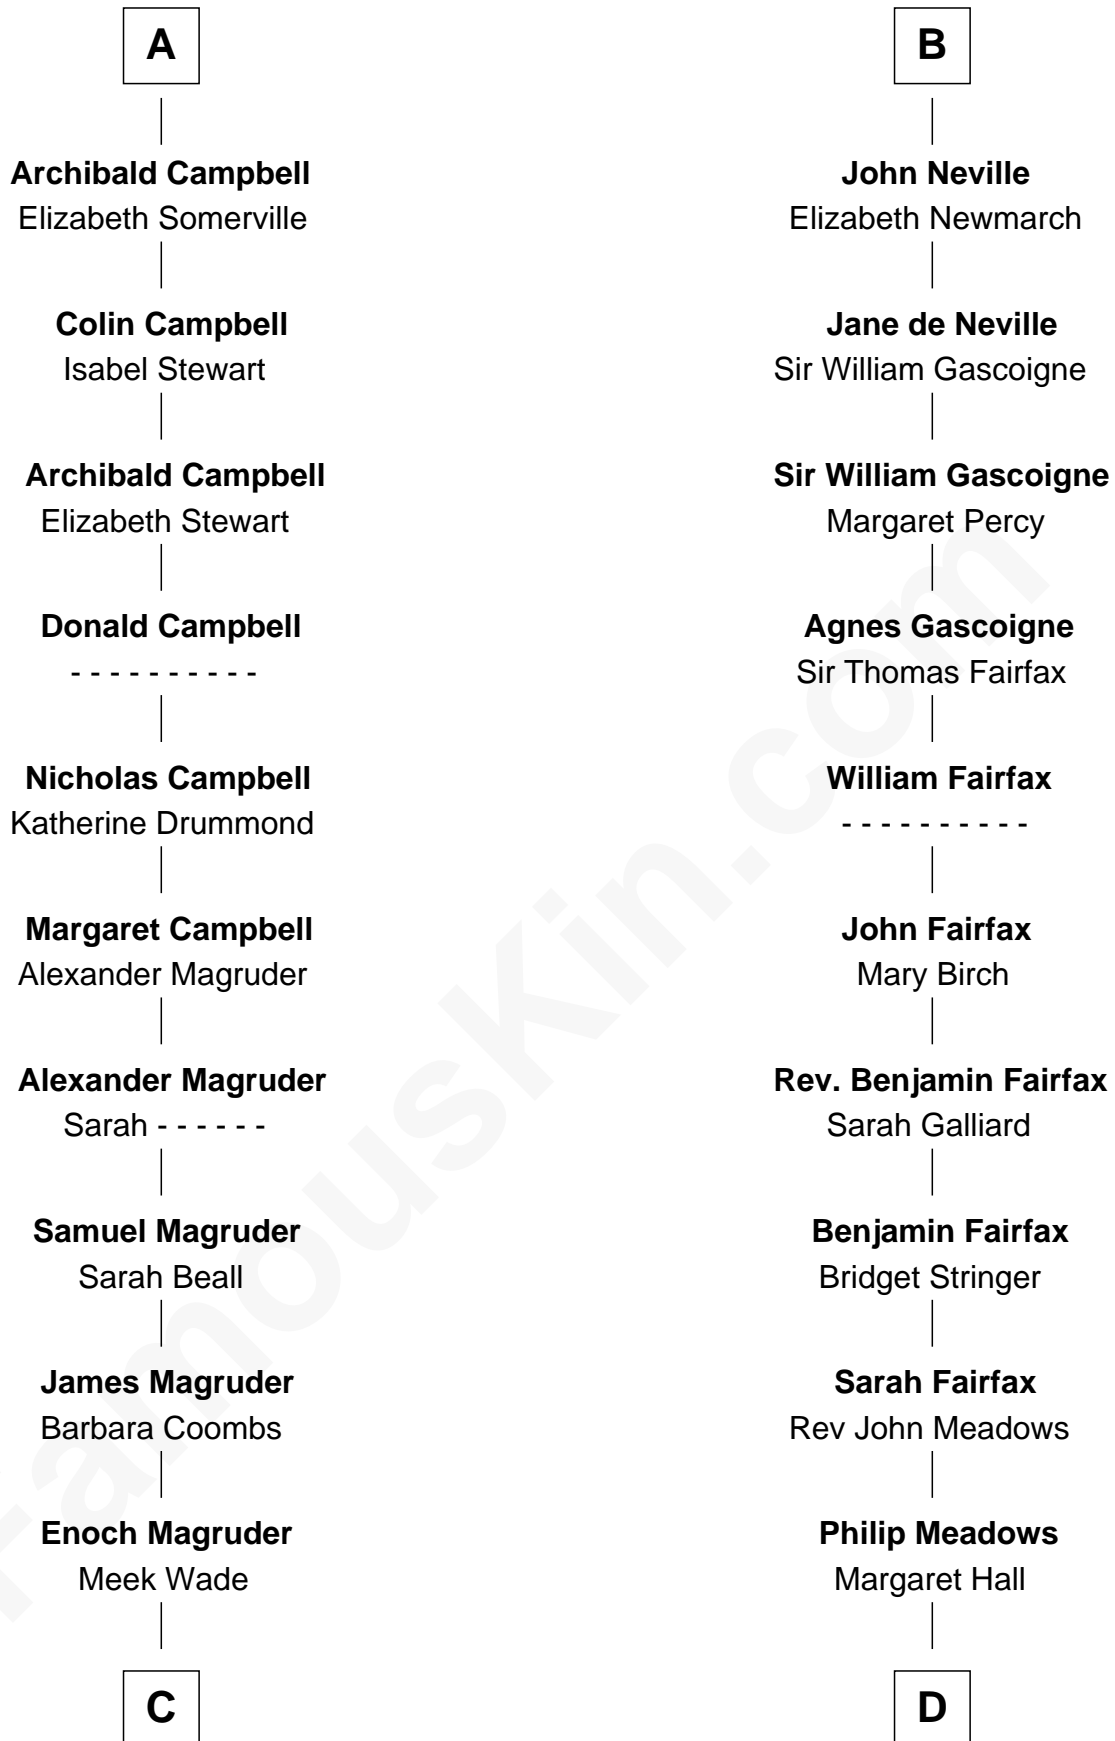 A
Archibald Campbell
Elizabeth Somerville
Colin Campbell
Isabel Stewart
Archibald Campbell
Elizabeth Stewart
Donald Campbell
- - - - - - - - - -
Nicholas Campbell
Katherine Drummond
Margaret Campbell
Alexander Magruder
Alexander Magruder
Sarah - - - - - -
Samuel Magruder
Sarah Beall
James Magruder
Barbara Coombs
Enoch Magruder
Meek Wade
C
B
John Neville
Elizabeth Newmarch
Jane de Neville
Sir William Gascoigne
Sir William Gascoigne
Margaret Percy
Agnes Gascoigne
Sir Thomas Fairfax
William Fairfax
- - - - - - - - - -
John Fairfax
Mary Birch
Rev. Benjamin Fairfax
Sarah Galliard
Benjamin Fairfax
Bridget Stringer
Sarah Fairfax
Rev John Meadows
Philip Meadows
Margaret Hall
D
FamousKin.com